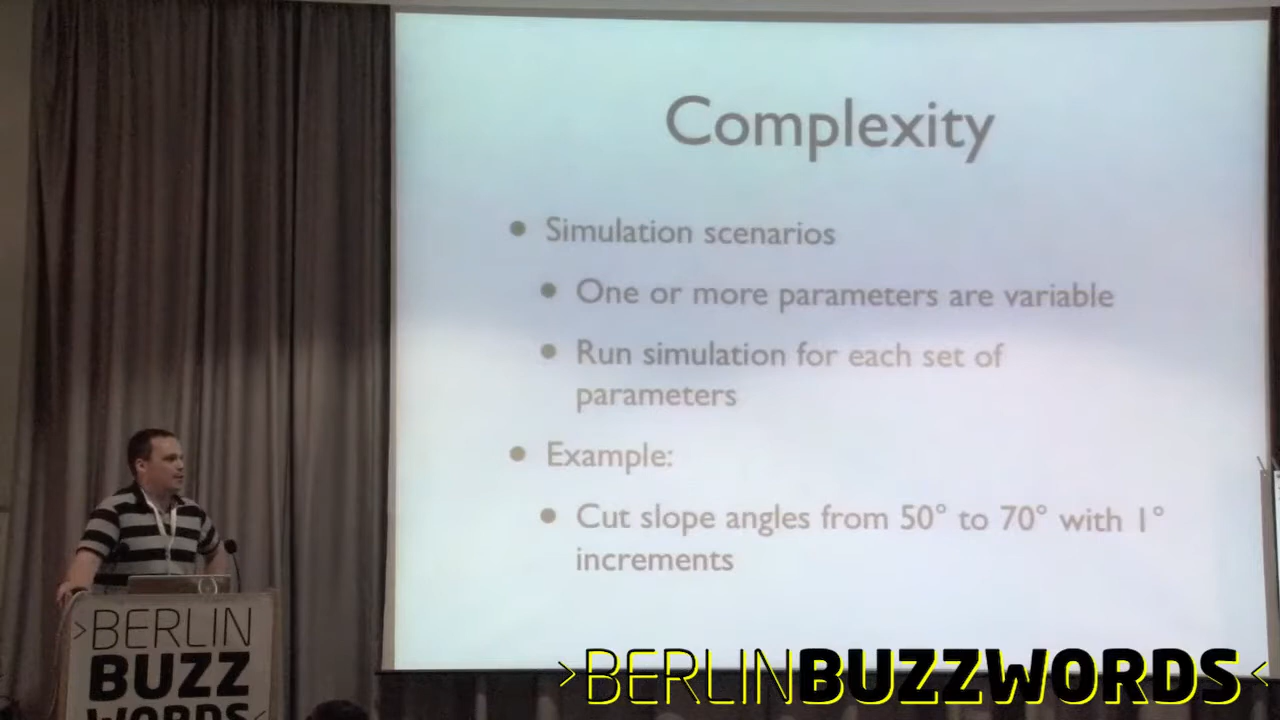 Complexity
• Simulation scenarios
• One or more parameters are variable
• Run simulation for each set of
parameters
• Example:
• Cut slope angles from 50° to 70° with 1°
increments
>BERLIN
BUZZ
WORDS<
>BERLINBUZZWORDS<